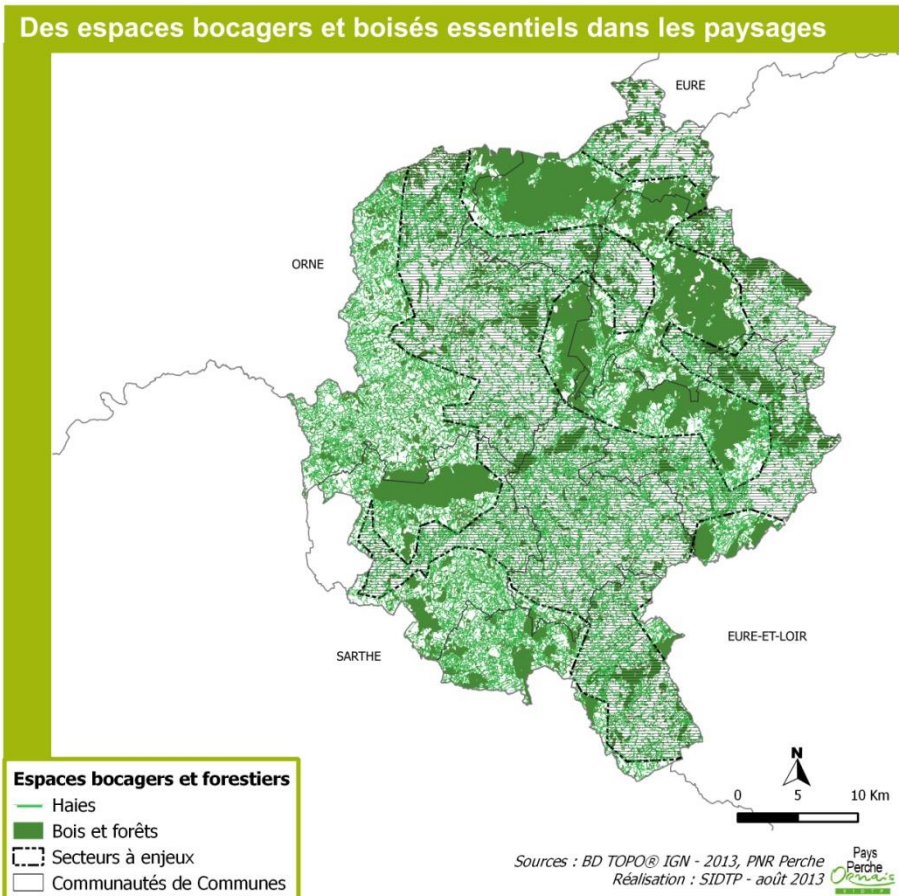 Des espaces bocagers et boisés essentiels dans les paysages
EURE
ORNE
EURE-ET-LOIR
SARTHE
N
0 5 10 Km
Espaces bocagers et forestiers
Haies
Bois et forêts
Secteurs à enjeux
Communautés de Communes
Sources : BD TOPO® IGN - 2013, PNR Perche
Réalisation : SIDTP - août 2013
Pays
Perche
Ornais
SIDTP